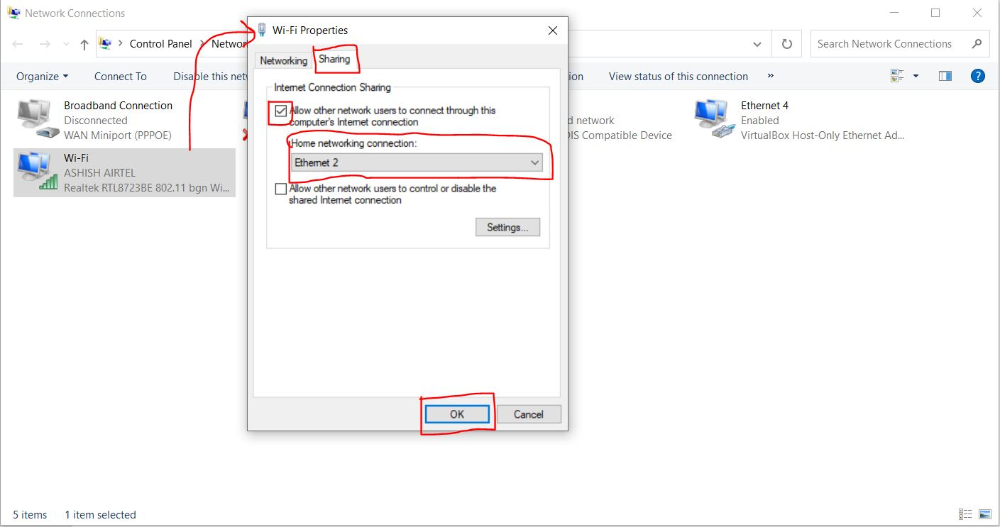 Network Connections
Control Panel
Networ
Search Network Connections
Organize
Connect To
Disable this netw
ion
View status of this connection
»
Broadband Connection
Disconnected
WAN Miniport (PPPOE)
Wi-Fi
ASHISH AIRTEL
Realtek RTL8723BE 802.11 bgn Wi...
d network
DIS Compatible Device
Ethernet 4
Enabled
VirtualBox Host-Only Ethernet Ad...
Wi-Fi Properties
Networking
Sharing
Internet Connection Sharing
Allow other network users to connect through this
computer's Internet connection
Home networking connection:
Ethernet 2
Allow other network users to control or disable the
shared Internet connection
Settings...
OK
Cancel
5 items
1 item selected